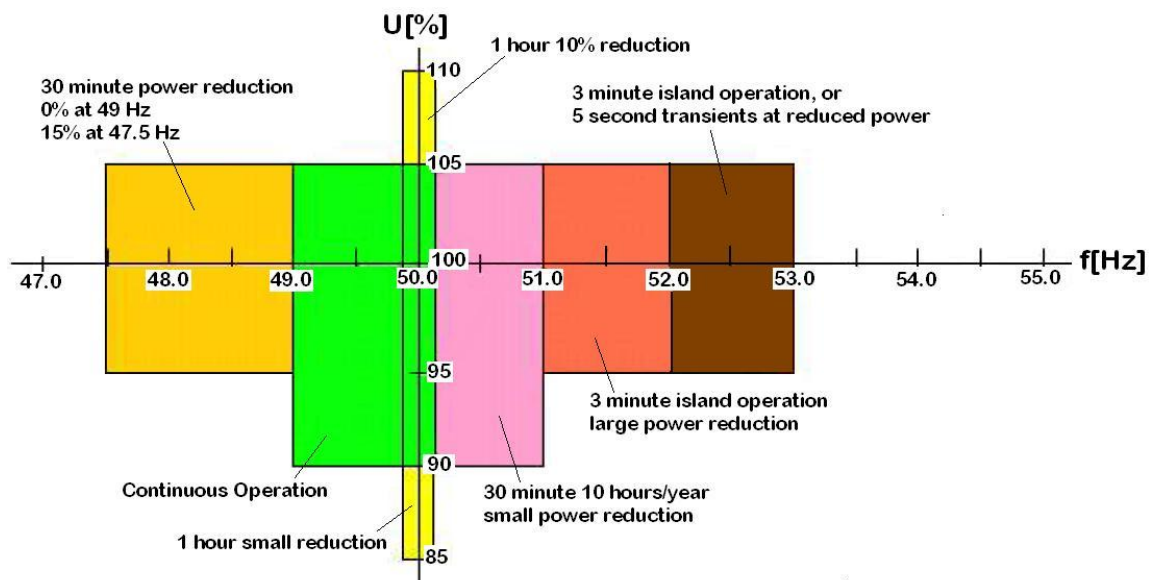 U[%]
1 hour 10% reduction
110
30 minute power reduction
0% at 49 Hz
15% at 47.5 Hz
3 minute island operation, or
5 second transients at reduced power
105
100
47.0 48.0 49.0 50.0 51.0 52.0 53.0 54.0 55.0 f[Hz]
95
3 minute island operation
large power reduction
90
Continuous Operation
30 minute 10 hours/year
small power reduction
1 hour small reduction
85